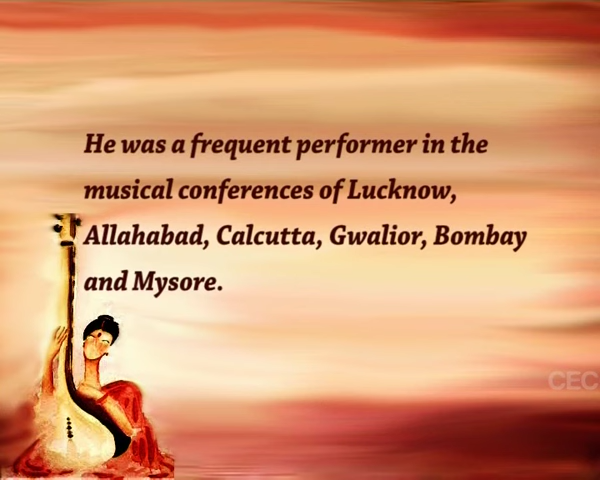 He was a frequent performer in the
musical conferences of Lucknow,
Allahabad, Calcutta, Gwalior, Bombay
and Mysore.
CEC